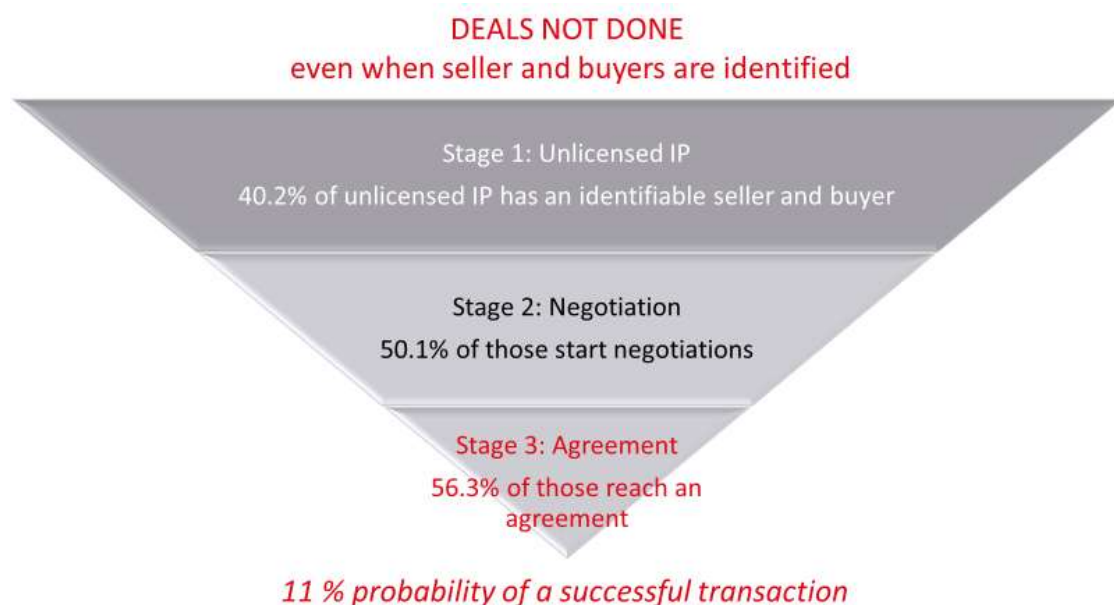 DEALS NOT DONE
even when seller and buyers are identified
Stage 1: Unlicensed IP
40.2% of unlicensed IP has an identifiable seller and buyer
Stage 2: Negotiation
50.1% of those start negotiations
Stage 3: Agreement
56.3% of those reach an
agreement
11 % probability of a successful transaction